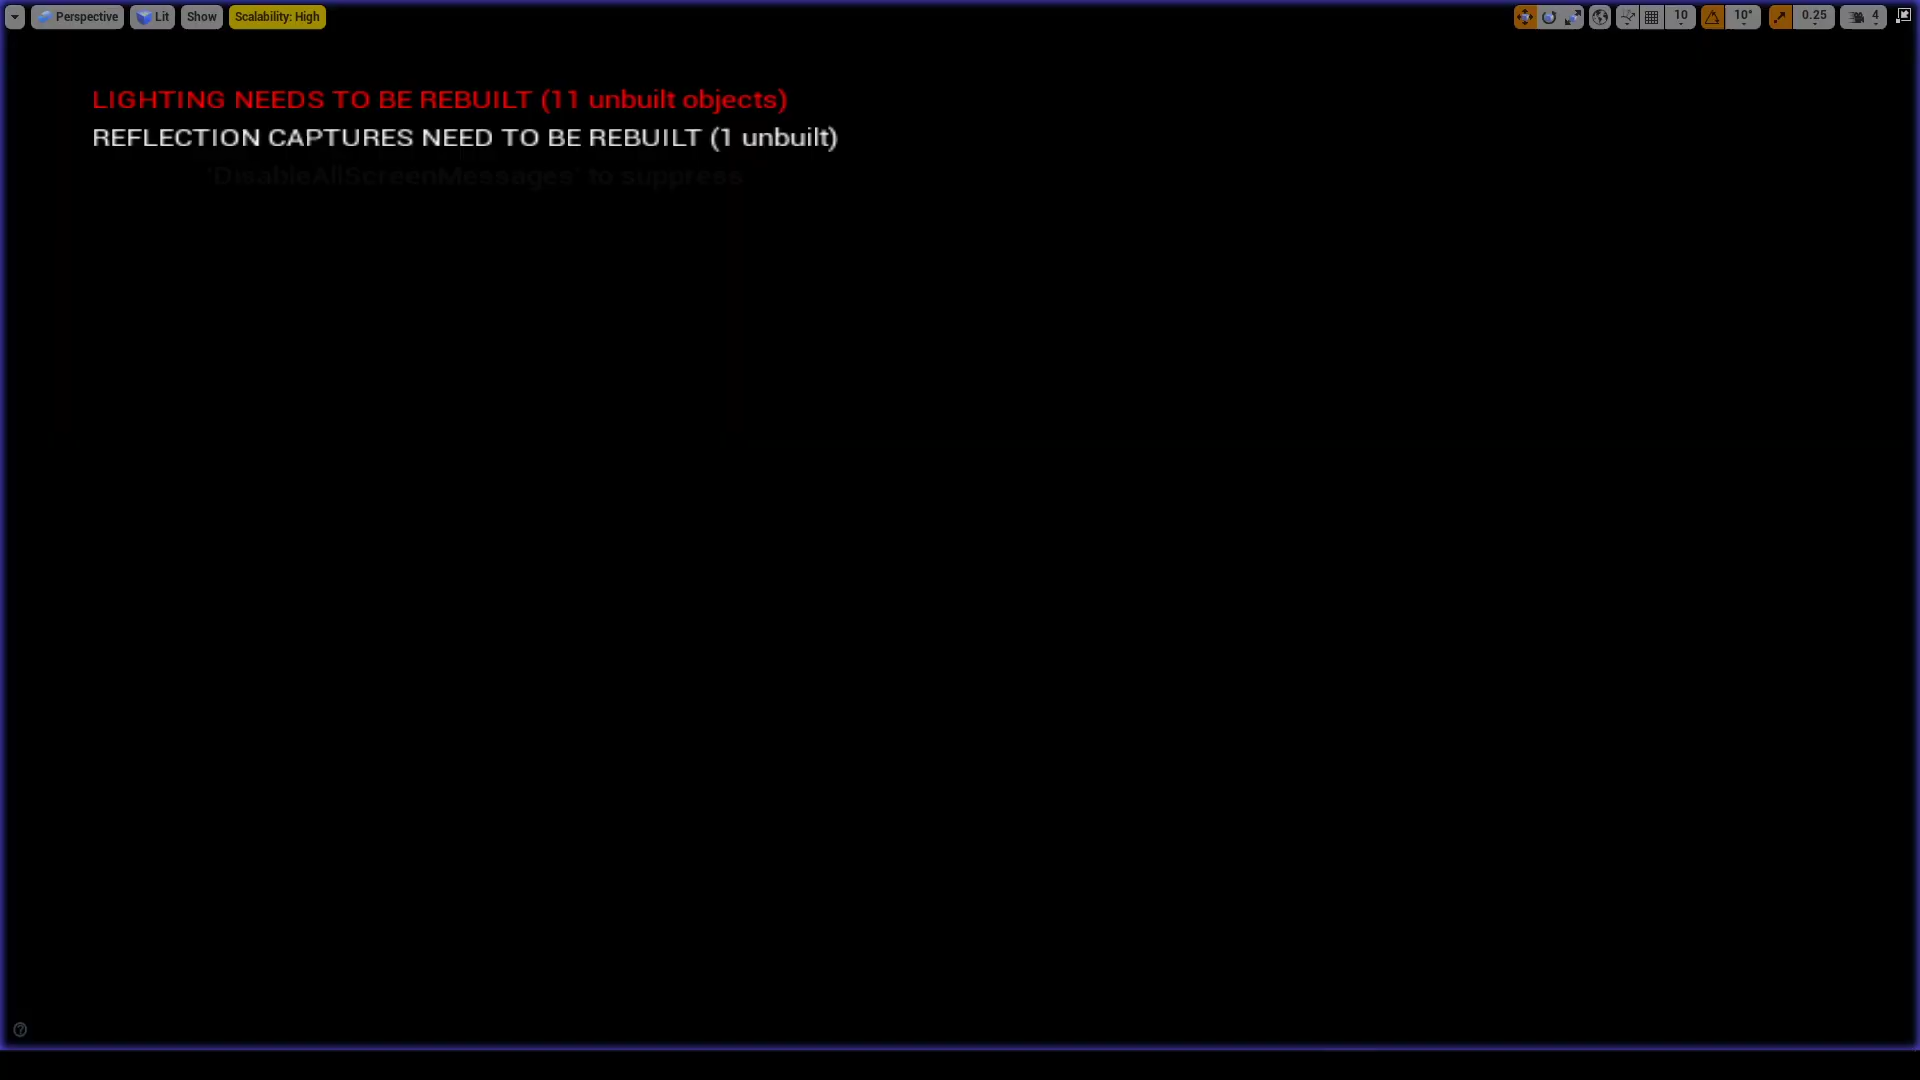 Perspective Lit Show Scalability: High 10 10° 0.25 4
LIGHTING NEEDS TO BE REBUILT (11 unbuilt objects)
REFLECTION CAPTURES NEED TO BE REBUILT (1 unbuilt)
'DisableAllScreenMessages' to suppress
?